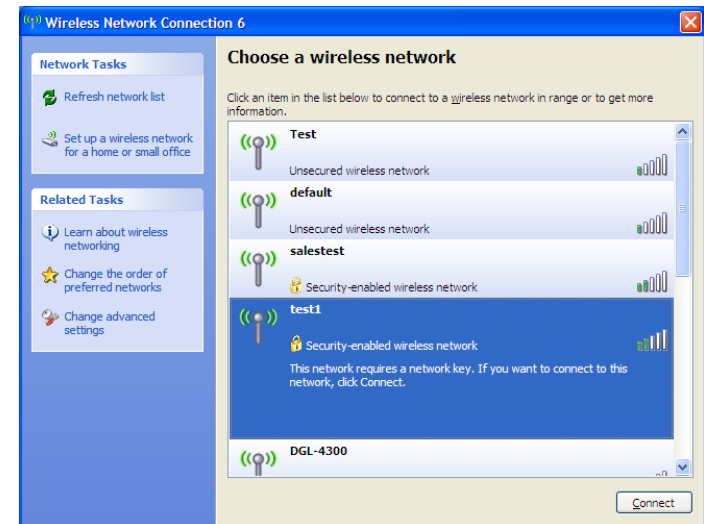 Wireless Network Connection 6
Network Tasks
Refresh network list
Set up a wireless network
for a home or small office
Related Tasks
Learn about wireless
networking
Change the order of
preferred networks
Change advanced
settings
Choose a wireless network
Click an item in the list below to connect to a wireless network in range or to get more
information.
Test
Unsecured wireless network
default
Unsecured wireless network
salestest
Security-enabled wireless network
test1
Security-enabled wireless network
This network requires a network key. If you want to connect to this
network, click Connect.
DGL-4300
Connect